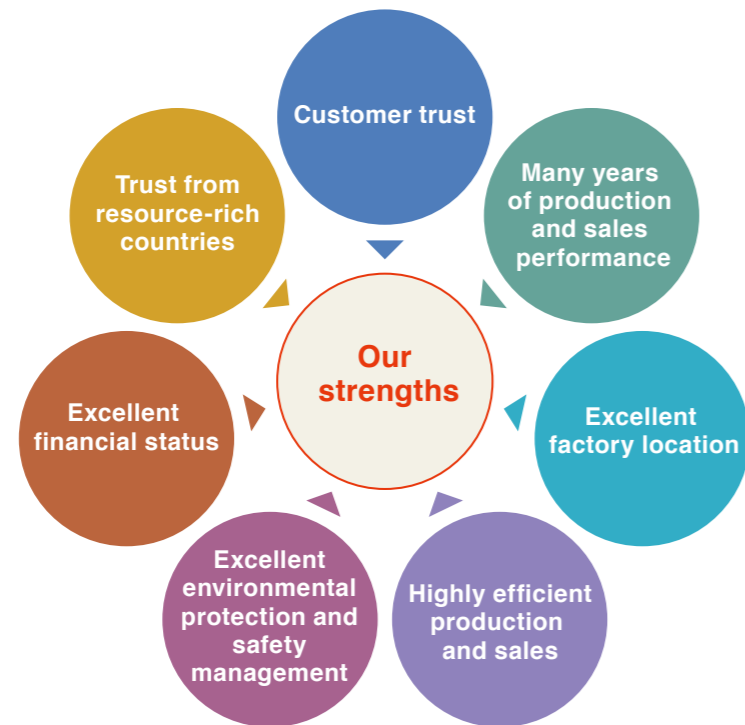 Customer trust
Many years
of production
and sales
performance
Excellent
factory location
Highly efficient
production
and sales
Excellent
environmental
protection and
safety
management
Excellent
financial status
Trust from
resource-rich
countries
Our
strengths